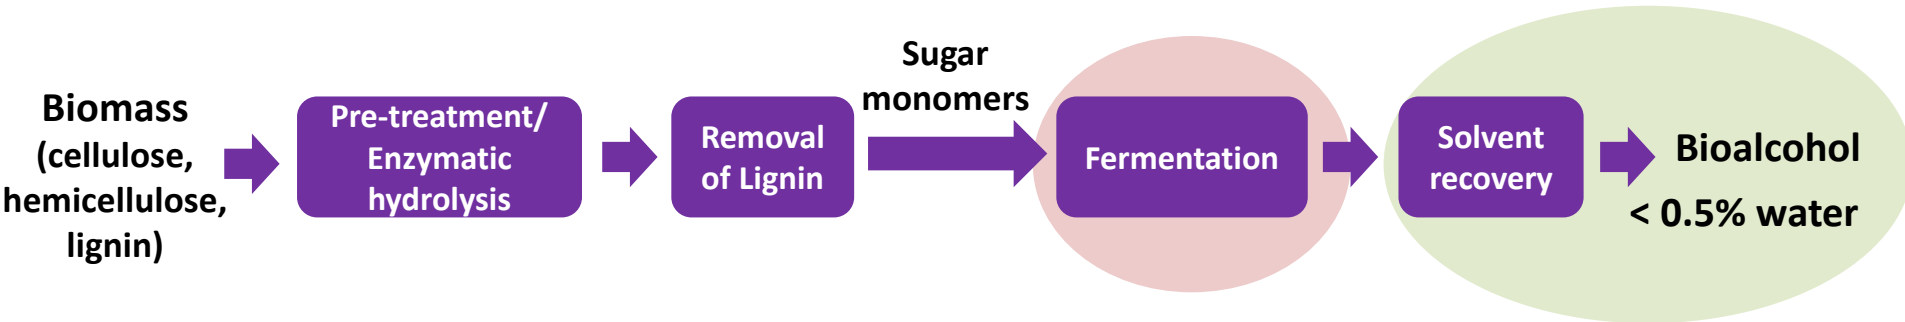 Biomass
(cellulose,
hemicellulose,
lignin)
Pre-treatment/
Enzymatic
hydrolysis
Removal
of Lignin
Sugar
monomers
Fermentation
Solvent
recovery
Bioalcohol
< 0.5% water